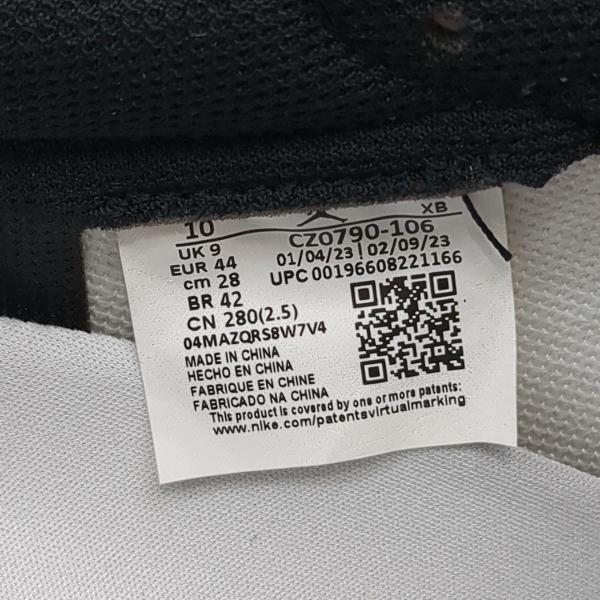 10 XB
UK 9 CZ0790-106
EUR 44 01/04/23 | 02/09/23
cm 28 UPC 00196608221166
BR 42
CN 280(2.5)
04MAZQRS8W7V4
MADE IN CHINA
HECHO EN CHINA
FABRIQUE EN CHINE
FABRICADO NA CHINA
This product is covered by one or more patents:
www.nike.com/patentsvirtualmarking